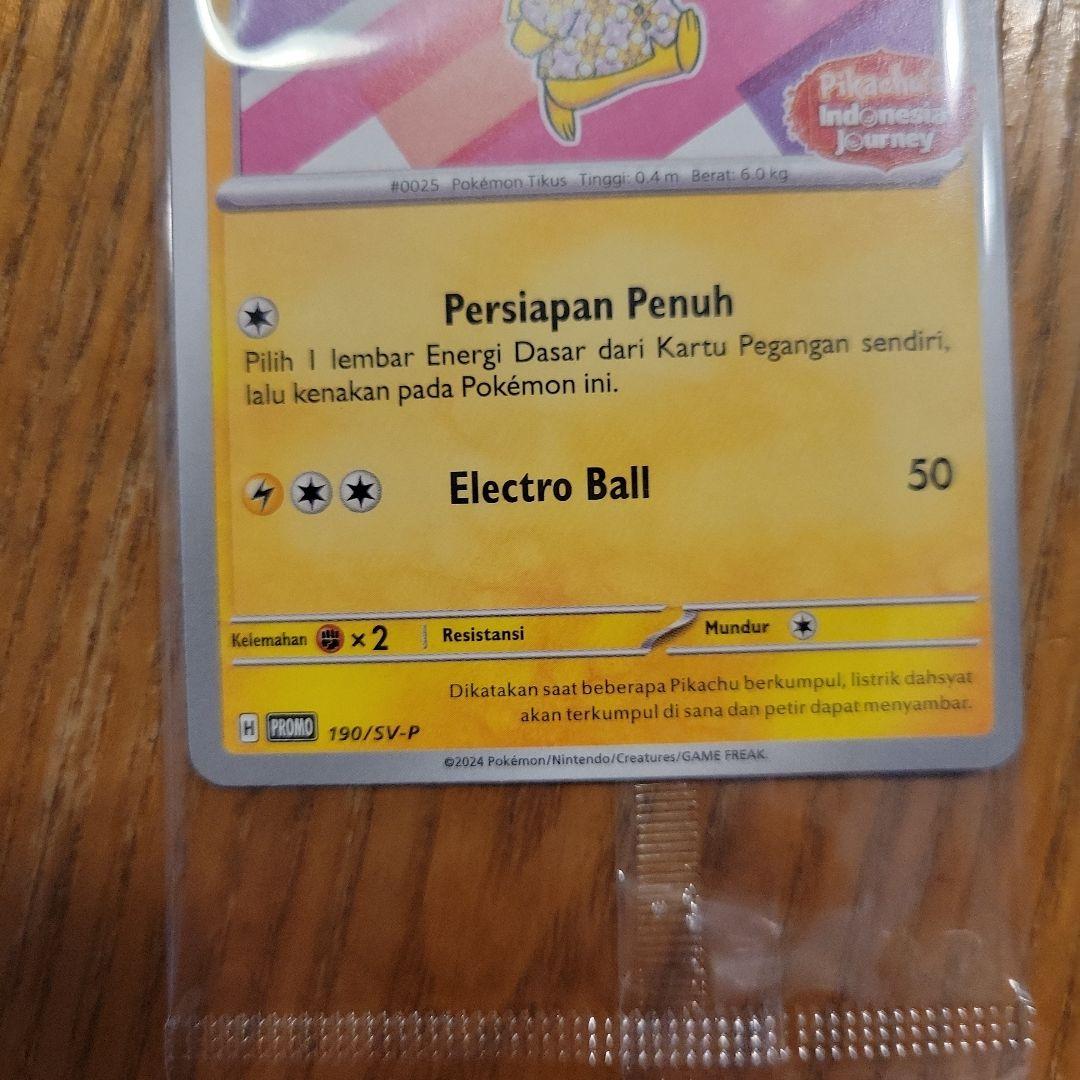 Pikachu's
Indonesia
Journey
#0025 Pokémon Tikus Tinggi: 0.4 m Berat: 6.0 kg
Persiapan Penuh
Pilih 1 lembar Energi Dasar dari Kartu Pegangan sendiri,
lalu kenakan pada Pokémon ini.
Electro Ball 50
Kelemahan ×2 Resistansi Mundur
Dikatakan saat beberapa Pikachu berkumpul, listrik dahsyat
akan terkumpul di sana dan petir dapat menyambar.
H PROMO 190/SV-P
©2024 Pokémon/Nintendo/Creatures/GAME FREAK.